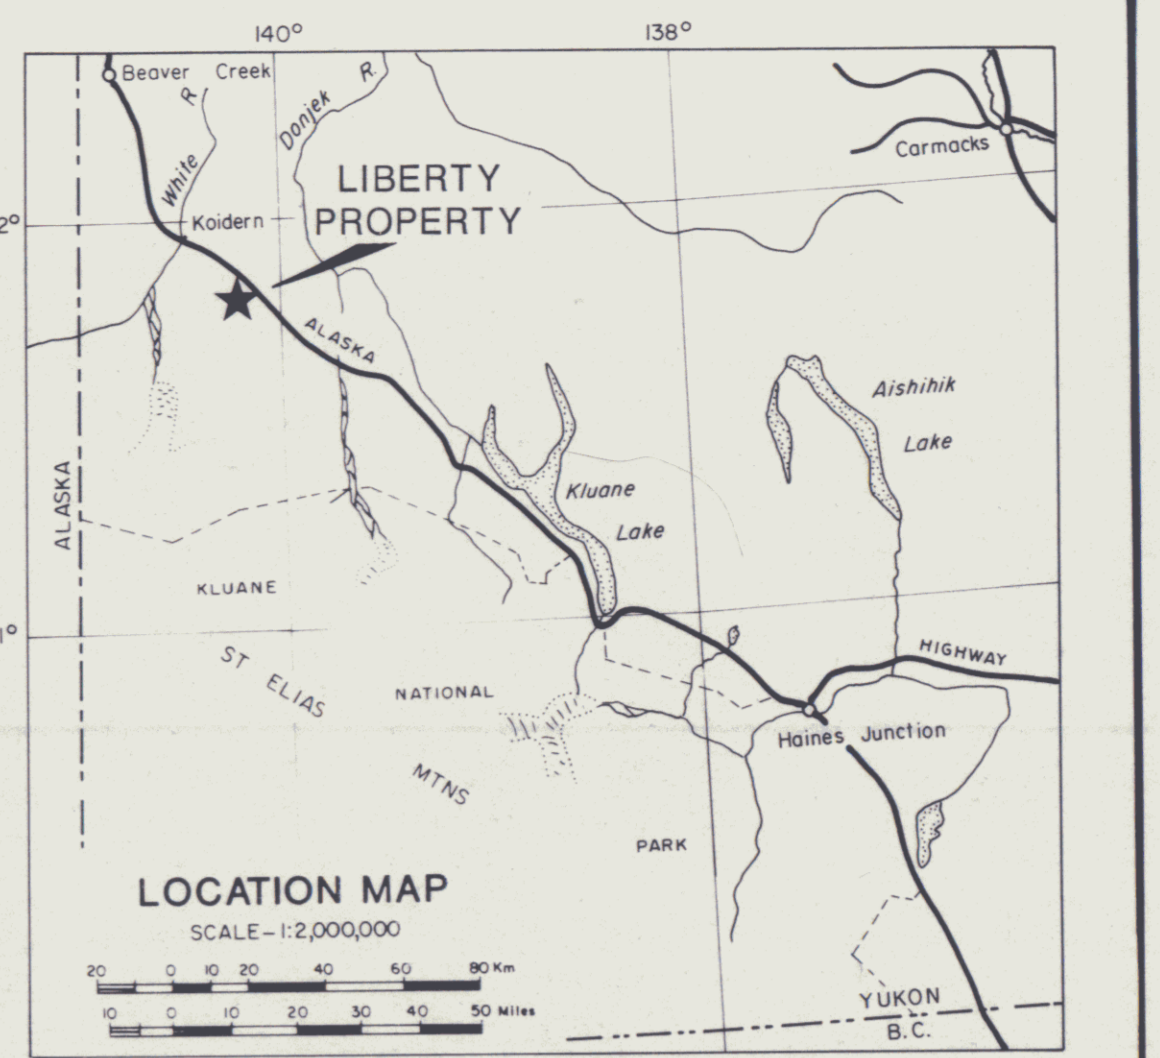 140°
138°
Beaver Creek
White R.
Donjek R.
Carmacks
LIBERTY
PROPERTY
2°
Koidern
ALASKA
Aishihik
Lake
ALASKA
Kluane
Lake
KLUANE
1°
HIGHWAY
ST ELIAS
NATIONAL
Haines Junction
MTNS
PARK
LOCATION MAP
SCALE-1:2,000,000
20 0 10 20 40 60 80 Km
10 0 10 20 30 40 50 Miles
YUKON
B.C.